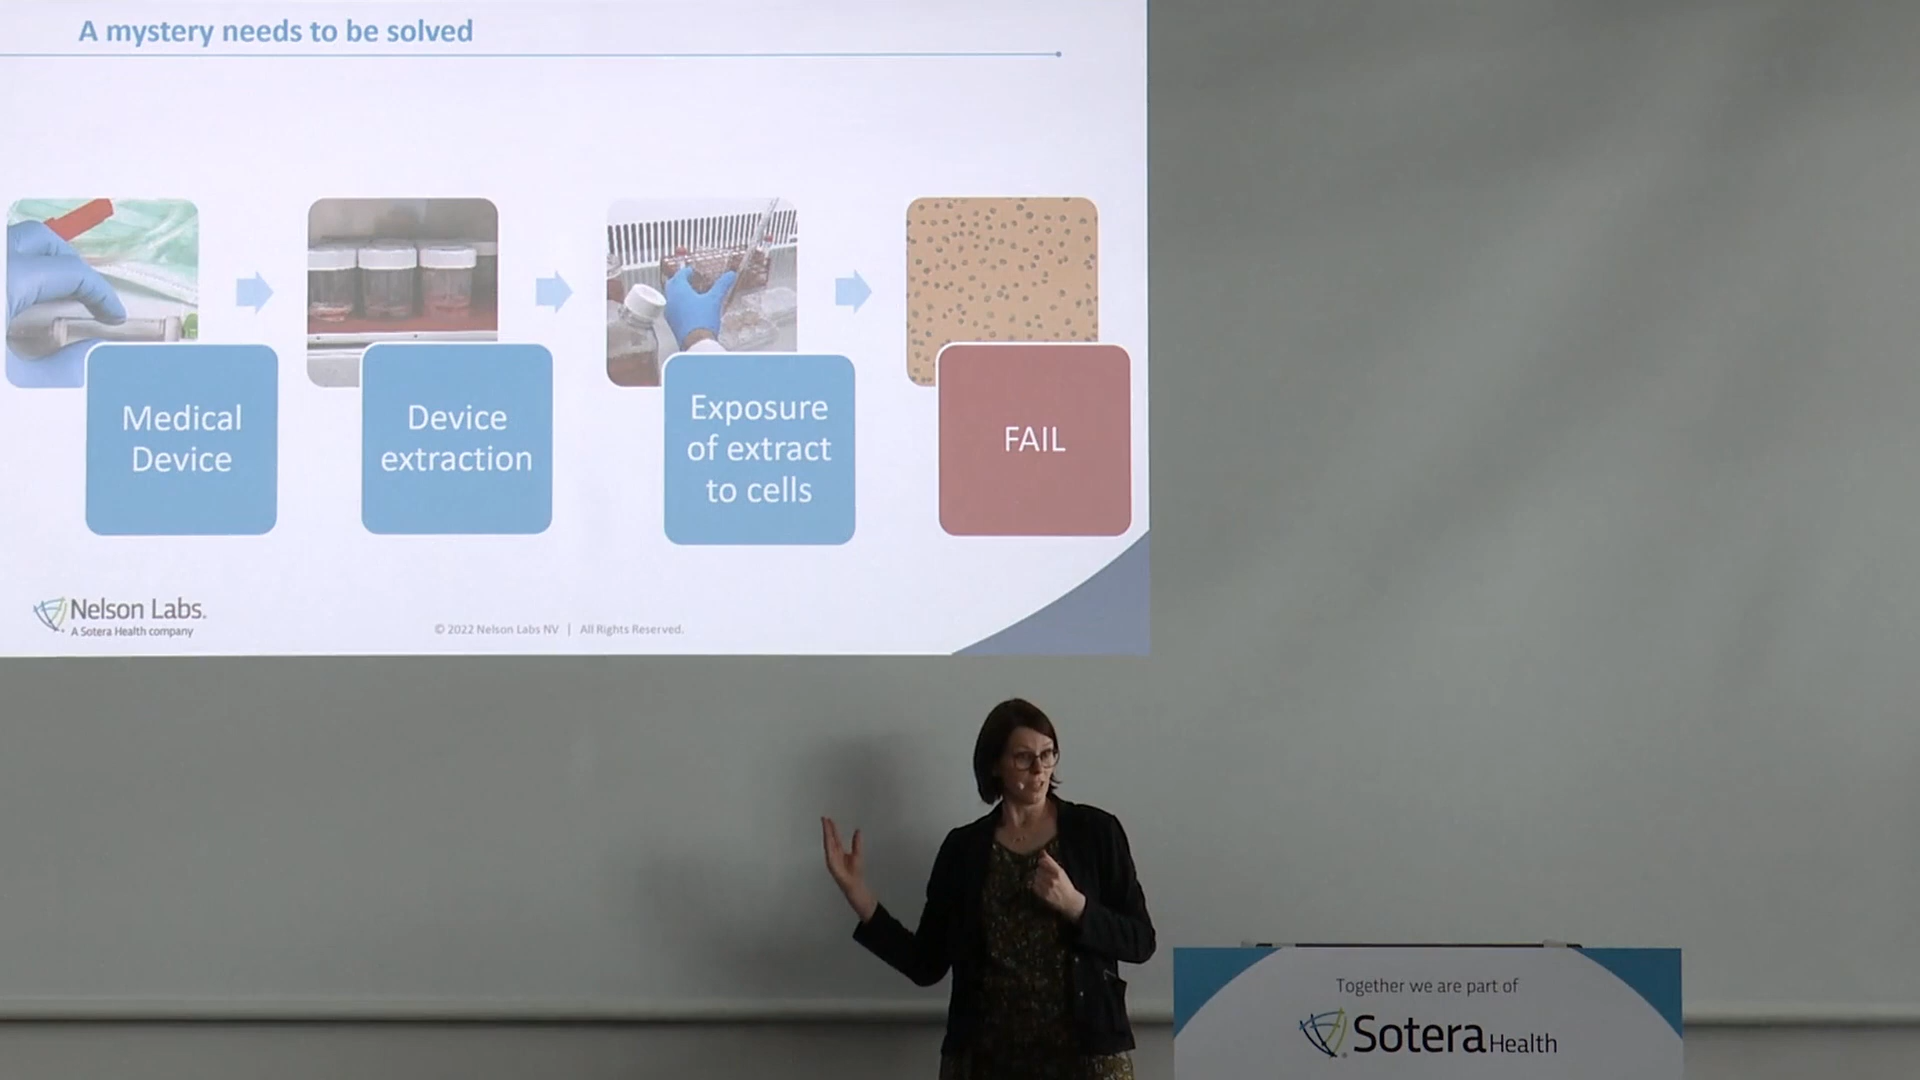 A mystery needs to be solved
Medical
Device
Device
extraction
Exposure
of extract
to cells
FAIL
Nelson Labs.
A Sotera Health company
© 2022 Nelson Labs NV | All Rights Reserved.
Together we are part of
Sotera Health